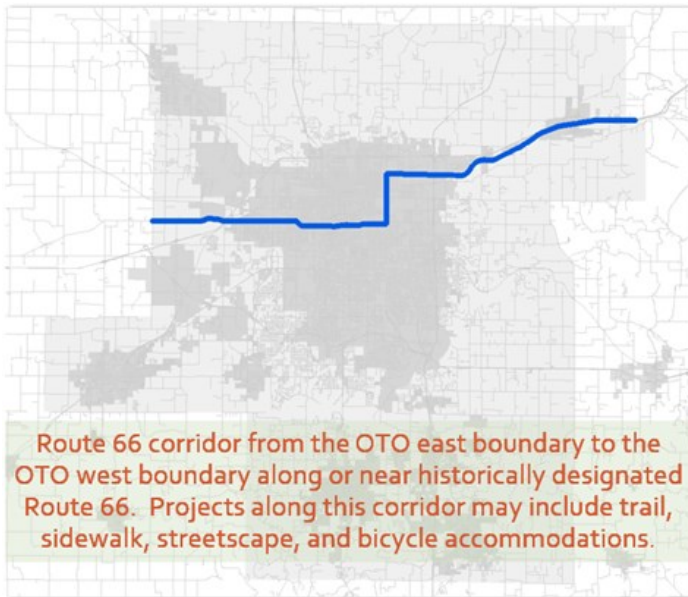 Route 66 corridor from the OTO east boundary to the
OTO west boundary along or near historically designated
Route 66. Projects along this corridor may include trail,
sidewalk, streetscape, and bicycle accommodations.